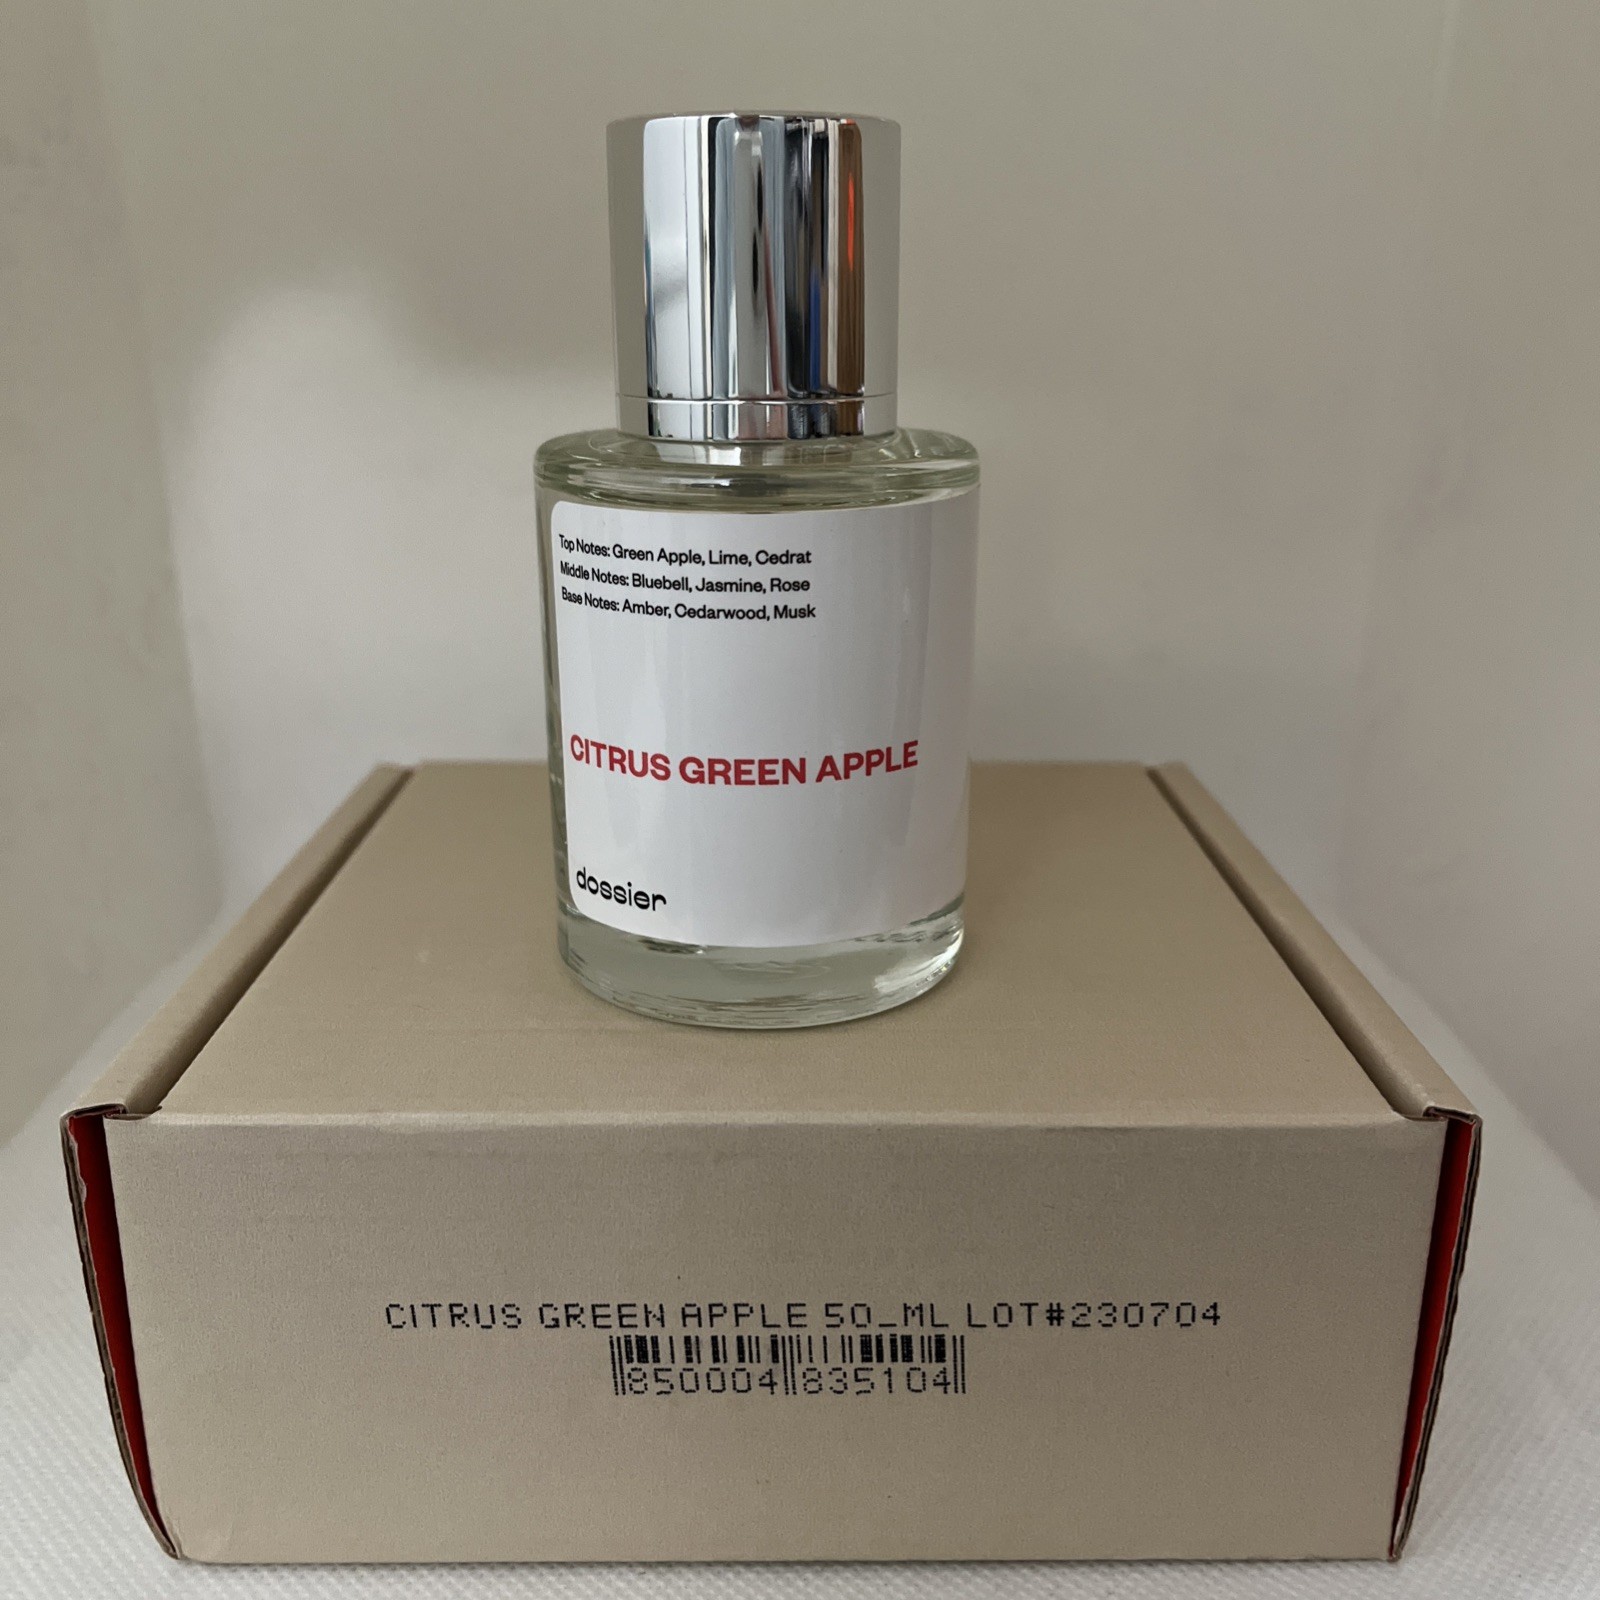 Top Notes: Green Apple, Lime, Cedrat
Middle Notes: Bluebell, Jasmine, Rose
Base Notes: Amber, Cedarwood, Musk
CITRUS GREEN APPLE
dossier
CITRUS GREEN APPLE 50_ML LOT#230704
850004 835104